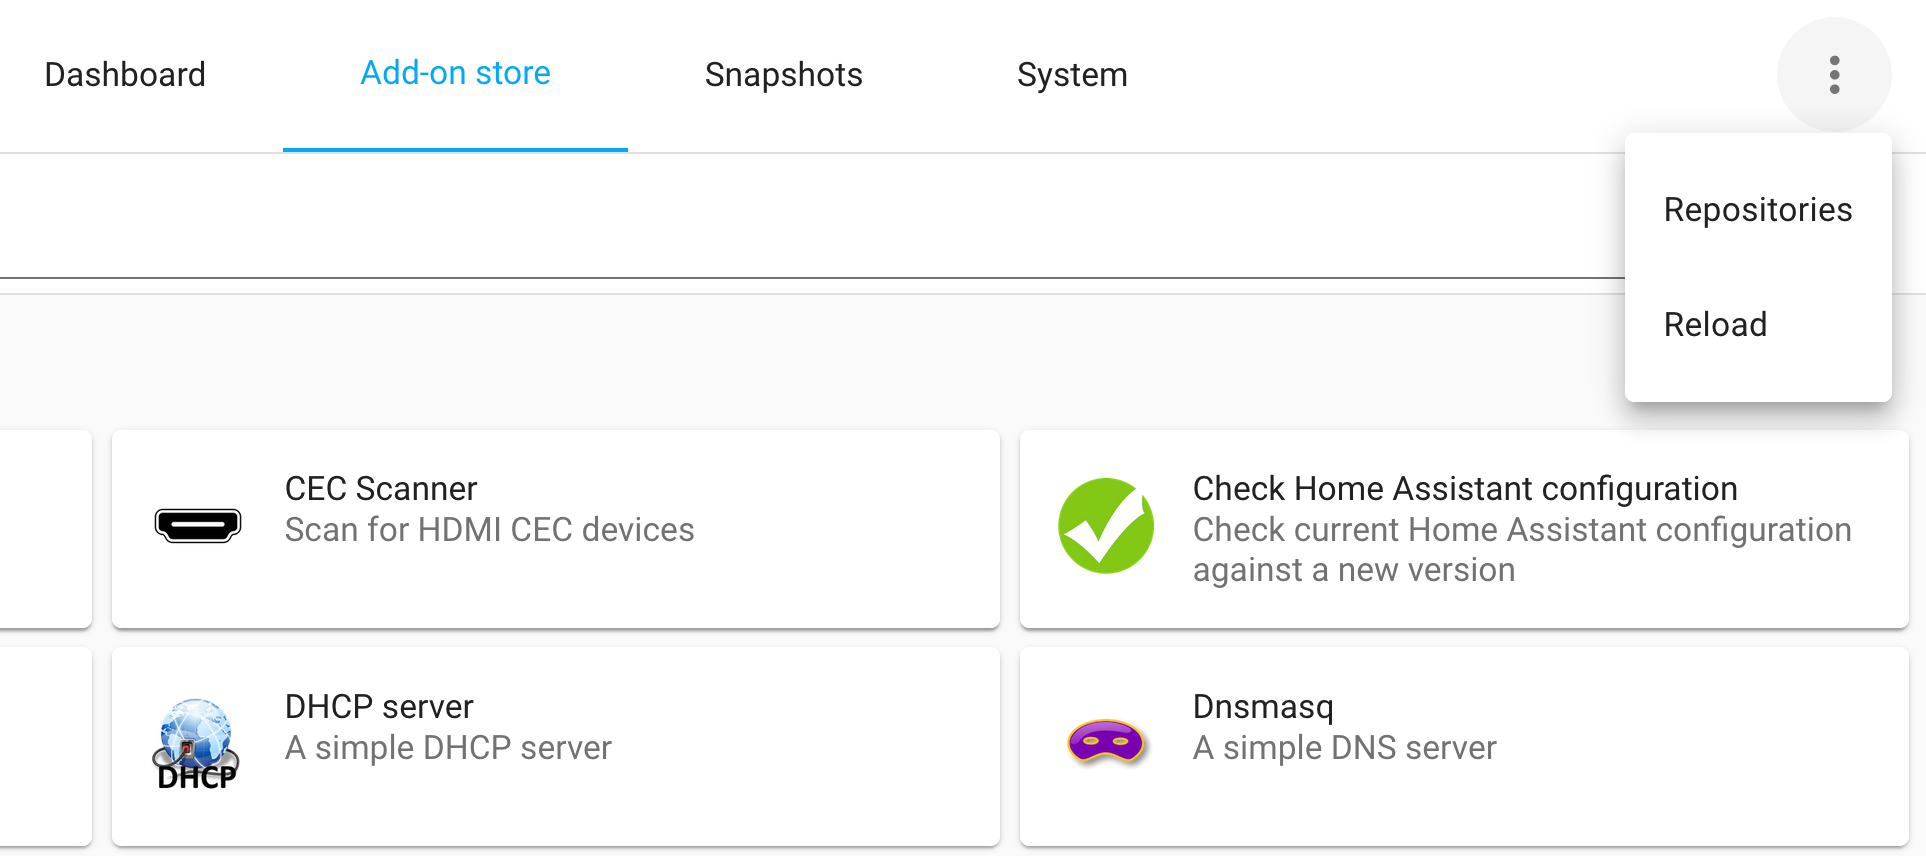 Dashboard
Add-on store
Snapshots
System
Repositories
Reload
CEC Scanner
Scan for HDMI CEC devices
Check Home Assistant configuration
Check current Home Assistant configuration
against a new version
DHCP
DHCP server
A simple DHCP server
Dnsmasq
A simple DNS server